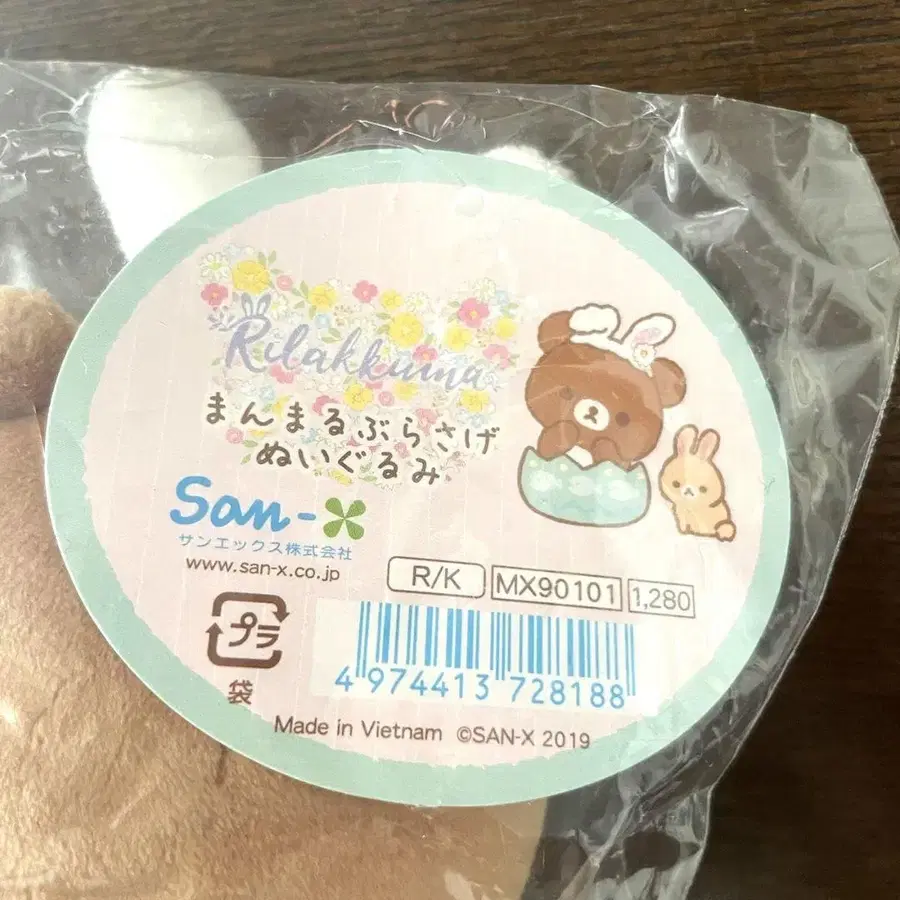 Rilakkuma
まんまるぶらさげ
ぬいぐるみ
San-X
サンエックス株式会社
www.san-x.co.jp
R/K MX90101 1,280
プラ
袋
4 974413 728188
Made in Vietnam ©SAN-X 2019